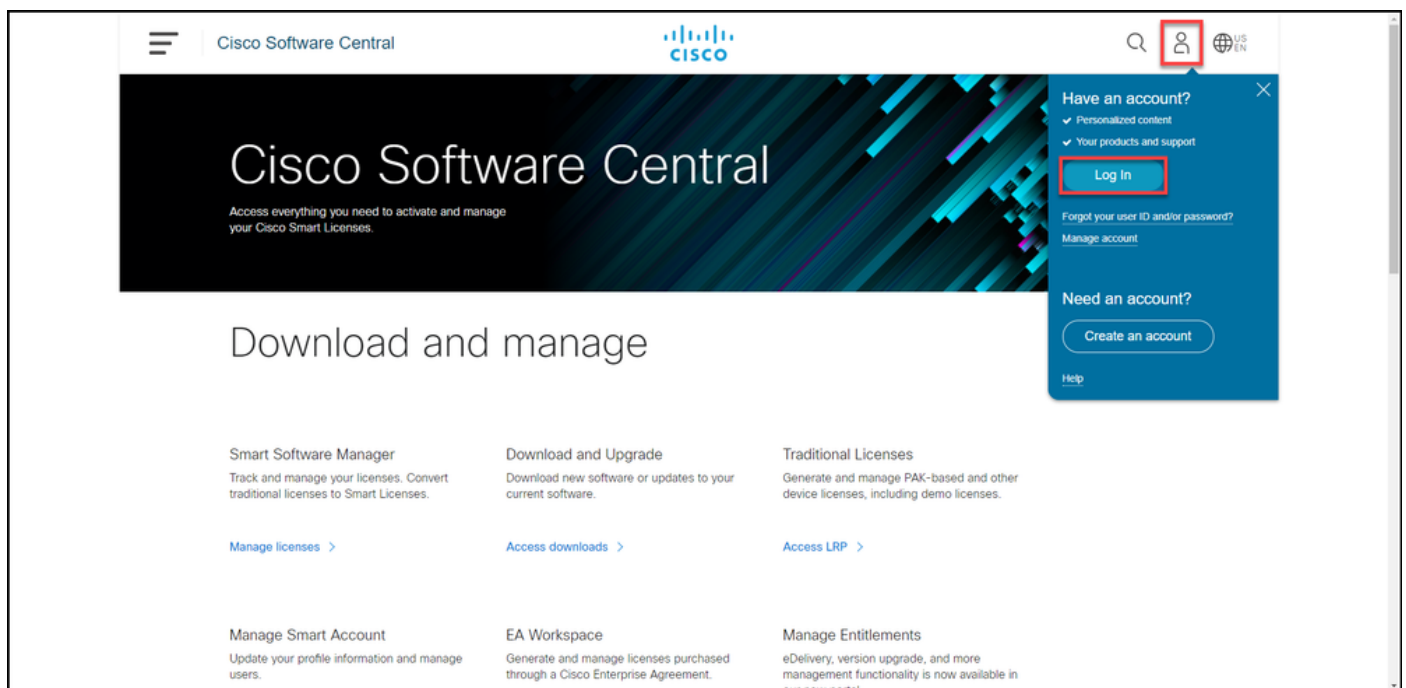 Cisco Software Central
CISCO
US
EN
Cisco Software Central
Access everything you need to activate and manage
your Cisco Smart Licenses.
Have an account?
Personalized content
Your products and support
Log In
Forgot your user ID and/or password?
Manage account
Need an account?
Create an account
Help
Download and manage
Smart Software Manager
Track and manage your licenses. Convert
traditional licenses to Smart Licenses.
Manage licenses >
Download and Upgrade
Download new software or updates to your
current software.
Access downloads >
Traditional Licenses
Generate and manage PAK-based and other
device licenses, including demo licenses.
Access LRP >
Manage Smart Account
Update your profile information and manage
users.
EA Workspace
Generate and manage licenses purchased
through a Cisco Enterprise Agreement.
Manage Entitlements
eDelivery, version upgrade, and more
management functionality is now available in